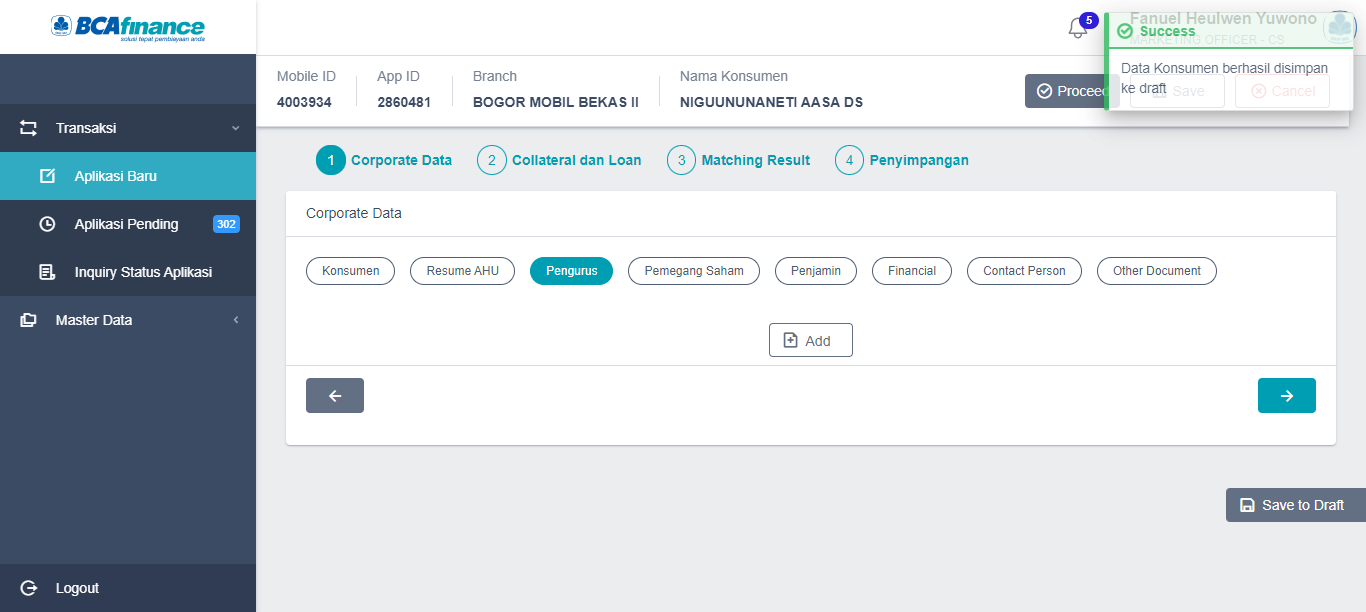 BCAfinance
solusi tepat pembiayaan anda
5
Fanuel Heulwen Yuwono
MARKETING OFFICER - CS
Success
Data Konsumen berhasil disimpan
ke draft
Mobile ID
4003934
App ID
2860481
Branch
BOGOR MOBIL BEKAS II
Nama Konsumen
NIGUUNUNANETI AASA DS
Proceed
Save
Cancel
Transaksi
Aplikasi Baru
Aplikasi Pending
302
Inquiry Status Aplikasi
Master Data
Logout
1 Corporate Data
2 Collateral dan Loan
3 Matching Result
4 Penyimpangan
Corporate Data
Konsumen
Resume AHU
Pengurus
Pemegang Saham
Penjamin
Financial
Contact Person
Other Document
Add
Save to Draft